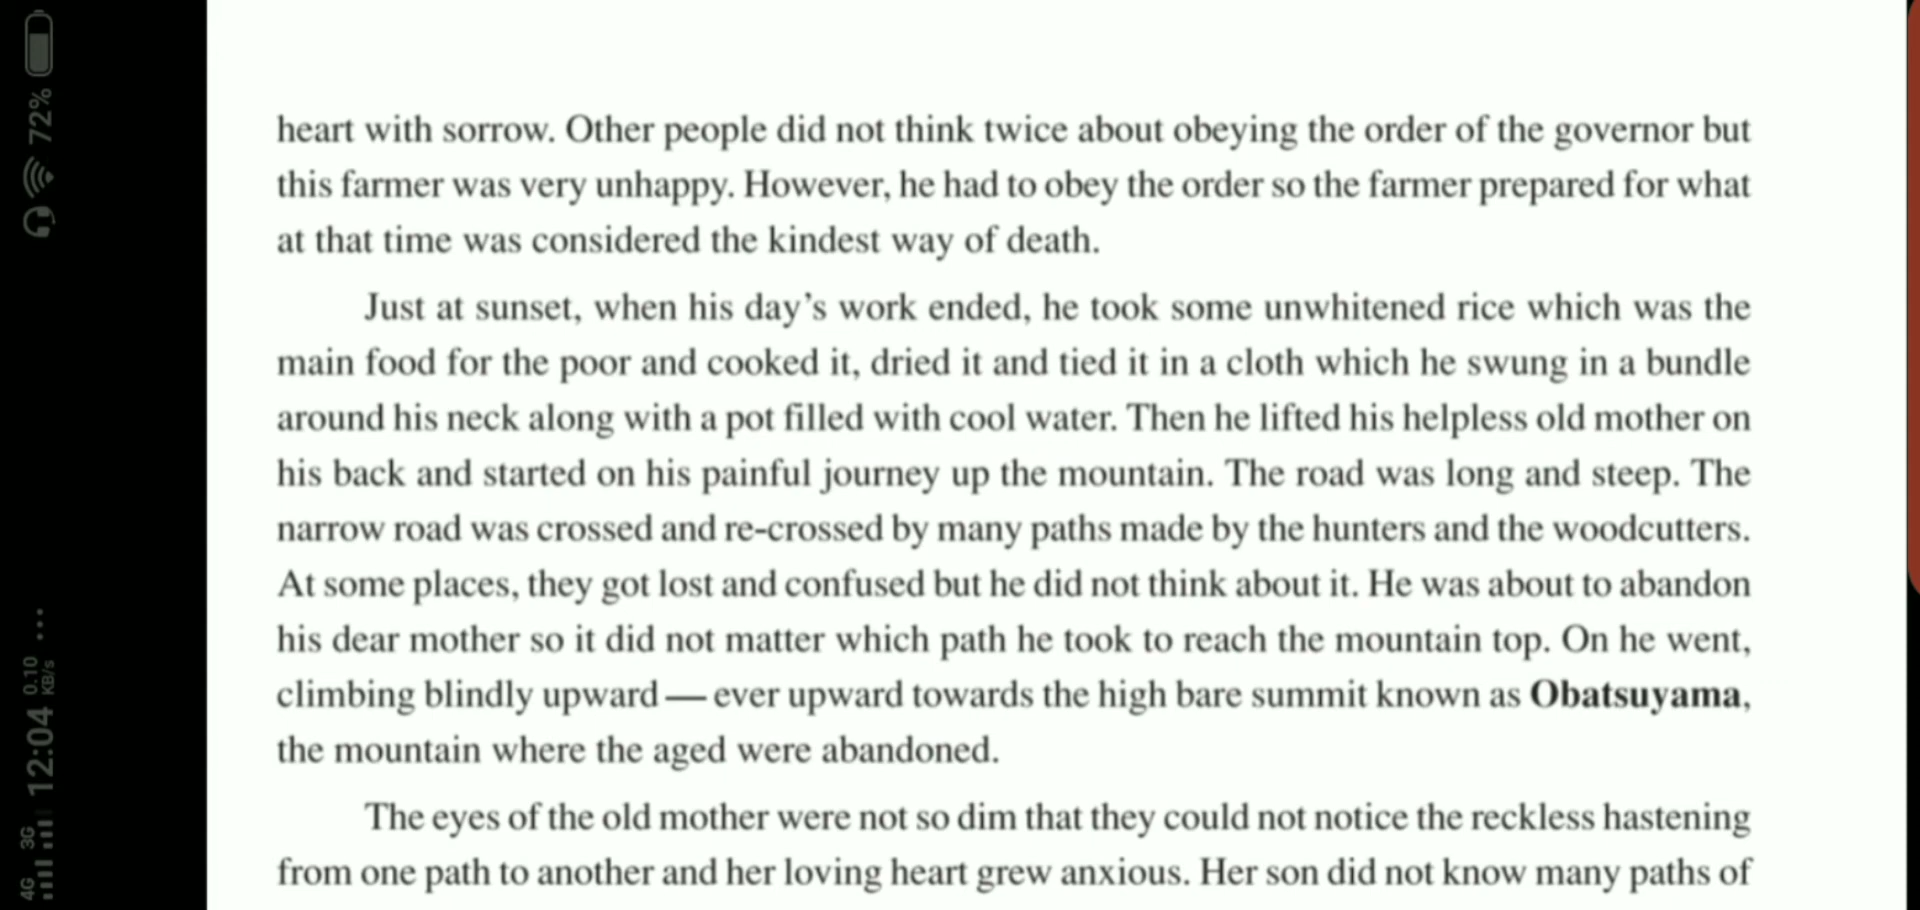 heart with sorrow. Other people did not think twice about obeying the order of the governor but
this farmer was very unhappy. However, he had to obey the order so the farmer prepared for what
at that time was considered the kindest way of death.
Just at sunset, when his day’s work ended, he took some unwhitened rice which was the
main food for the poor and cooked it, dried it and tied it in a cloth which he swung in a bundle
around his neck along with a pot filled with cool water. Then he lifted his helpless old mother on
his back and started on his painful journey up the mountain. The road was long and steep. The
narrow road was crossed and re-crossed by many paths made by the hunters and the woodcutters.
At some places, they got lost and confused but he did not think about it. He was about to abandon
his dear mother so it did not matter which path he took to reach the mountain top. On he went,
climbing blindly upward — ever upward towards the high bare summit known as Obatsuyama,
the mountain where the aged were abandoned.
The eyes of the old mother were not so dim that they could not notice the reckless hastening
from one path to another and her loving heart grew anxious. Her son did not know many paths of
4G 3G 12:04 0.10 KB/s ...
72%